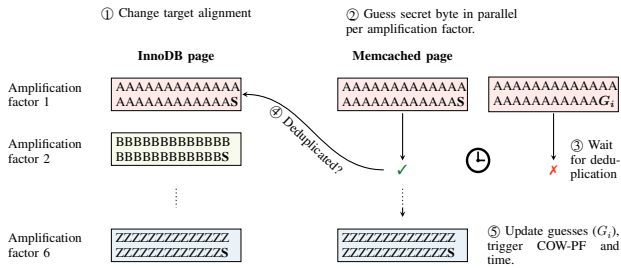 ① Change target alignment
② Guess secret byte in parallel
per amplification factor.
InnoDB page
Memcached page
Amplification
factor 1
AAAAAAAAAAAAA
AAAAAAAAAAAAS
AAAAAAAAAAAAA
AAAAAAAAAAAAS
AAAAAAAAAAAAA
AAAAAAAAAAAGi
④ Deduplicated?
Amplification
factor 2
BBBBBBBBBBBBB
BBBBBBBBBBBBS
✓
✗
③ Wait
for dedu-
plication
Amplification
factor 6
ZZZZZZZZZZZZZ
ZZZZZZZZZZZZS
ZZZZZZZZZZZZZ
ZZZZZZZZZZZZS
⑤ Update guesses (Gi),
trigger COW-PF and
time.